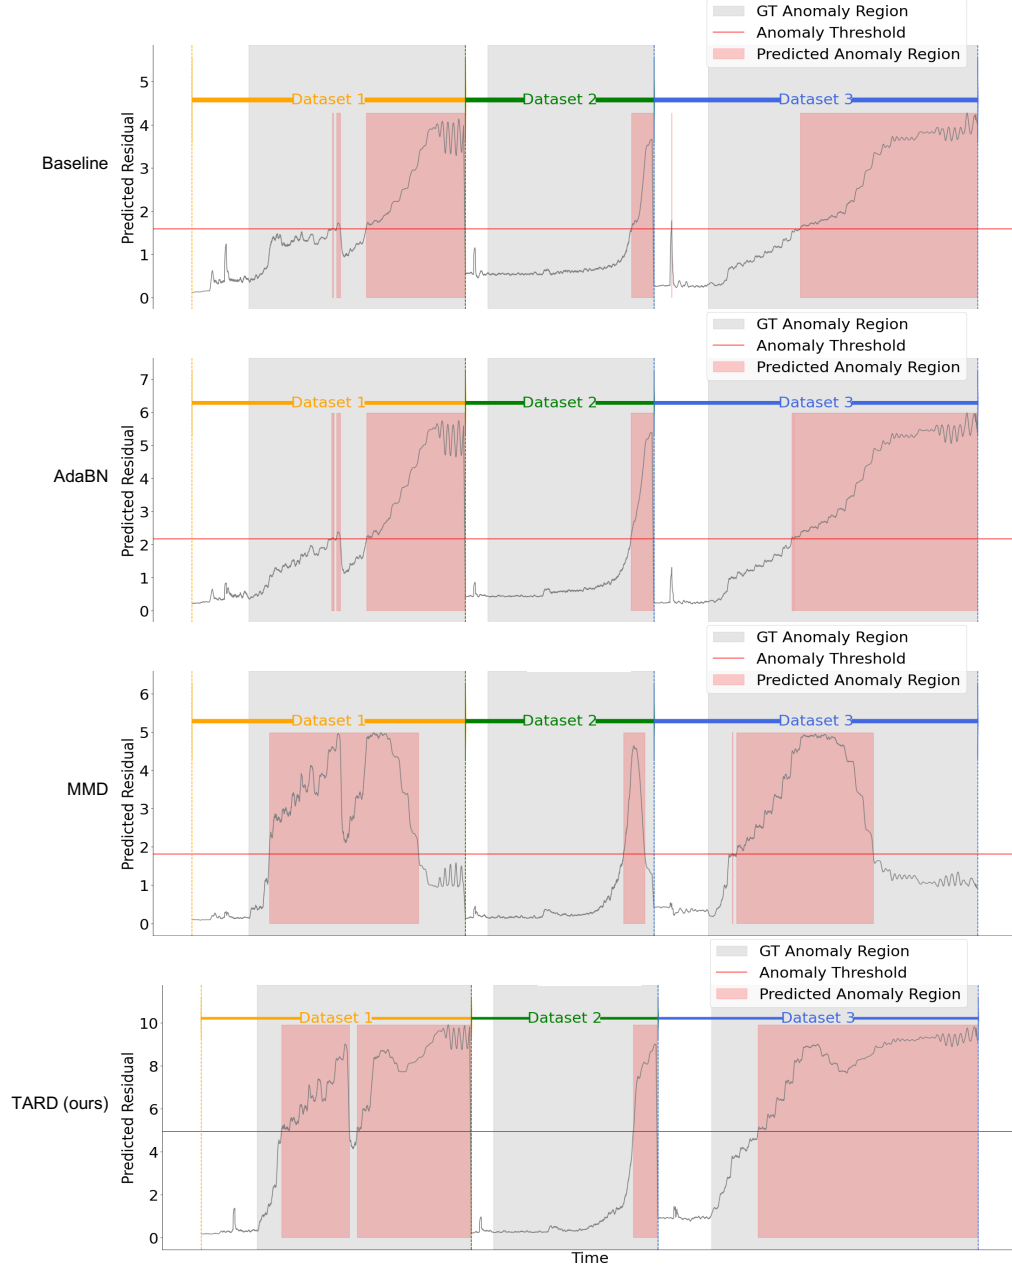 GT Anomaly Region
Anomaly Threshold
Predicted Anomaly Region
Baseline
Predicted Residual
5
4
3
2
1
0
Dataset 1
Dataset 2
Dataset 3
GT Anomaly Region
Anomaly Threshold
Predicted Anomaly Region
AdaBN
Predicted Residual
7
6
5
4
3
2
1
0
Dataset 1
Dataset 2
Dataset 3
GT Anomaly Region
Anomaly Threshold
Predicted Anomaly Region
MMD
Predicted Residual
6
5
4
3
2
1
0
Dataset 1
Dataset 2
Dataset 3
GT Anomaly Region
Anomaly Threshold
Predicted Anomaly Region
TARD (ours)
Predicted Residual
10
8
6
4
2
0
Dataset 1
Dataset 2
Dataset 3
Time